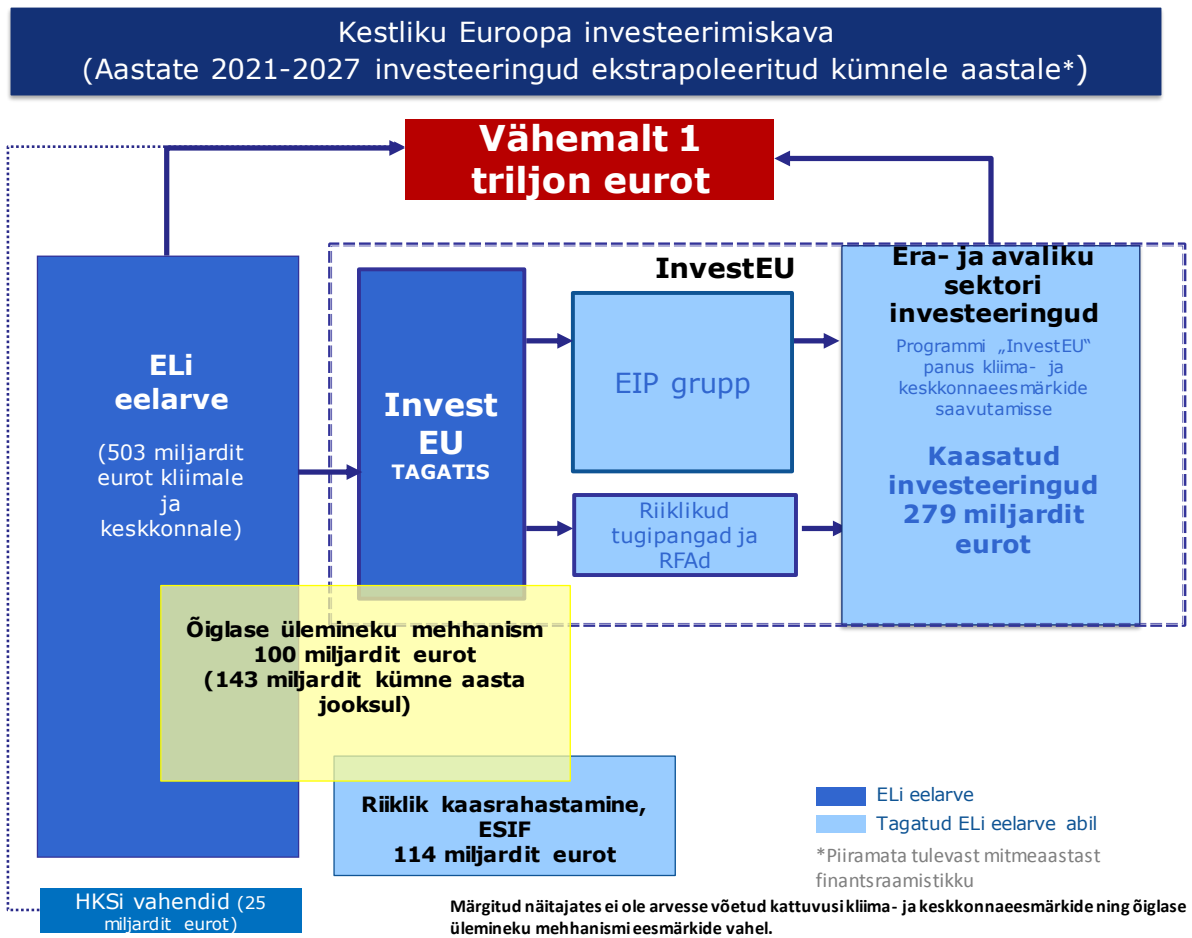 Kestliku Euroopa investeerimiskava
(Aastate 2021-2027 investeeringud ekstrapoleeritud kümnele aastale*)
Vähemalt 1
triljon eurot
ELi
eelarve
(503 miljardit
eurot kliimale
ja
keskkonnale)
Invest
EU
TAGATIS
InvestEU
EIP grupp
Riiklikud
tugipangad ja
RFAd
Era- ja avaliku
sektori
investeeringud
Programmi „InvestEU“
panus kliima- ja
keskkonnaeesmärkide
saavutamisse
Kaasatud
investeeringud
279 miljardit
eurot
Õiglase ülemineku mehhanism
100 miljardit eurot
(143 miljardit kümne aasta
jooksul)
Riiklik kaasrahastamine,
ESIF
114 miljardit eurot
ELi eelarve
Tagatud ELi eelarve abil
*Piiramata tulevast mitmeaastast
finantsraamistikku
HKSi vahendid (25
miljardit eurot)
Märgitud näitajates ei ole arvesse võetud kattuvusi kliima- ja keskkonnaeesmärkide ning õiglase
ülemineku mehhanismi eesmärkide vahel.